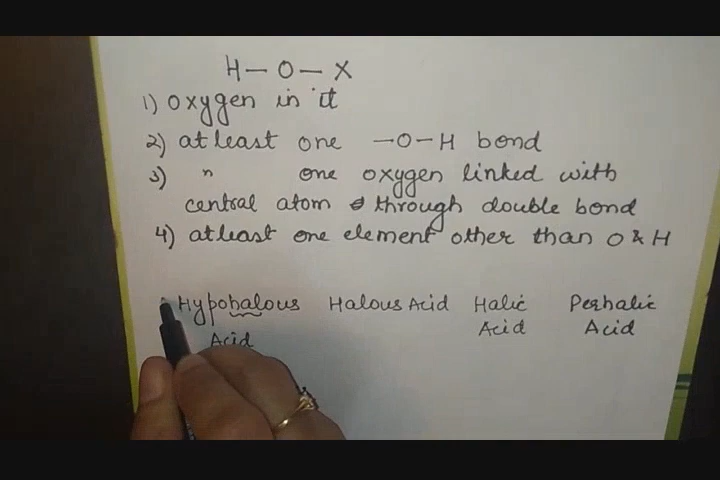 H — O — X
1) Oxygen in it
2) atleast one —O—H bond
3) " one oxygen linked with
central atom through double bond
4) atleast one element other than O & H
Hypohalous Halous Acid Halic Perhalic
Acid Acid Acid